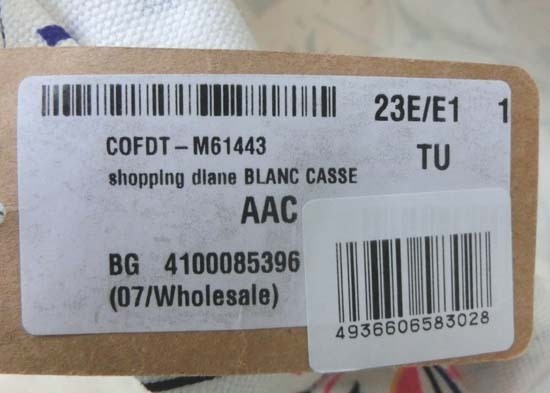 23E/E1 1
COFDT-M61443
TU
shopping diane BLANC CASSE
AAC
BG 4100085396
(07/Wholesale)
4936606583028